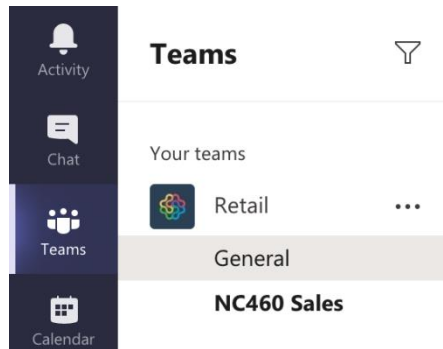 Activity
Chat
Teams
Calendar
Teams
Your teams
Retail
General
NC460 Sales